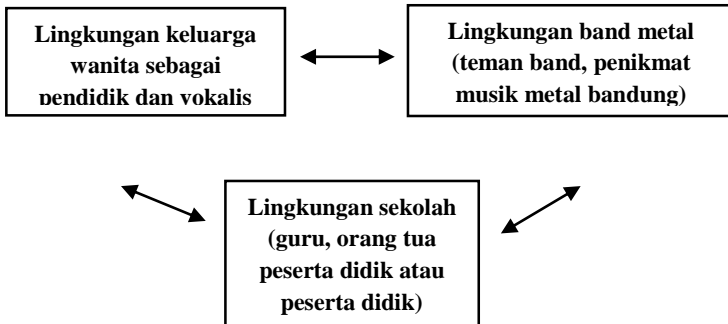 Lingkungan keluarga
wanita sebagai
pendidik dan vokalis
Lingkungan band metal
(teman band, penikmat
musik metal bandung)
Lingkungan sekolah
(guru, orang tua
peserta didik atau
peserta didik)